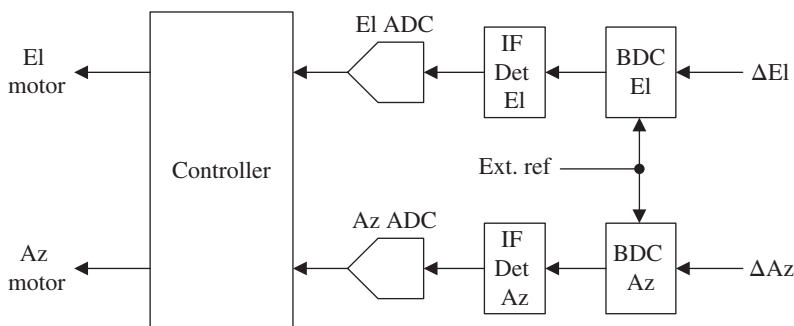 El ADC
El
motor
IF
Det
El
BDC
El
ΔEl
Controller
Ext. ref
Az ADC
Az
motor
IF
Det
Az
BDC
Az
ΔAz